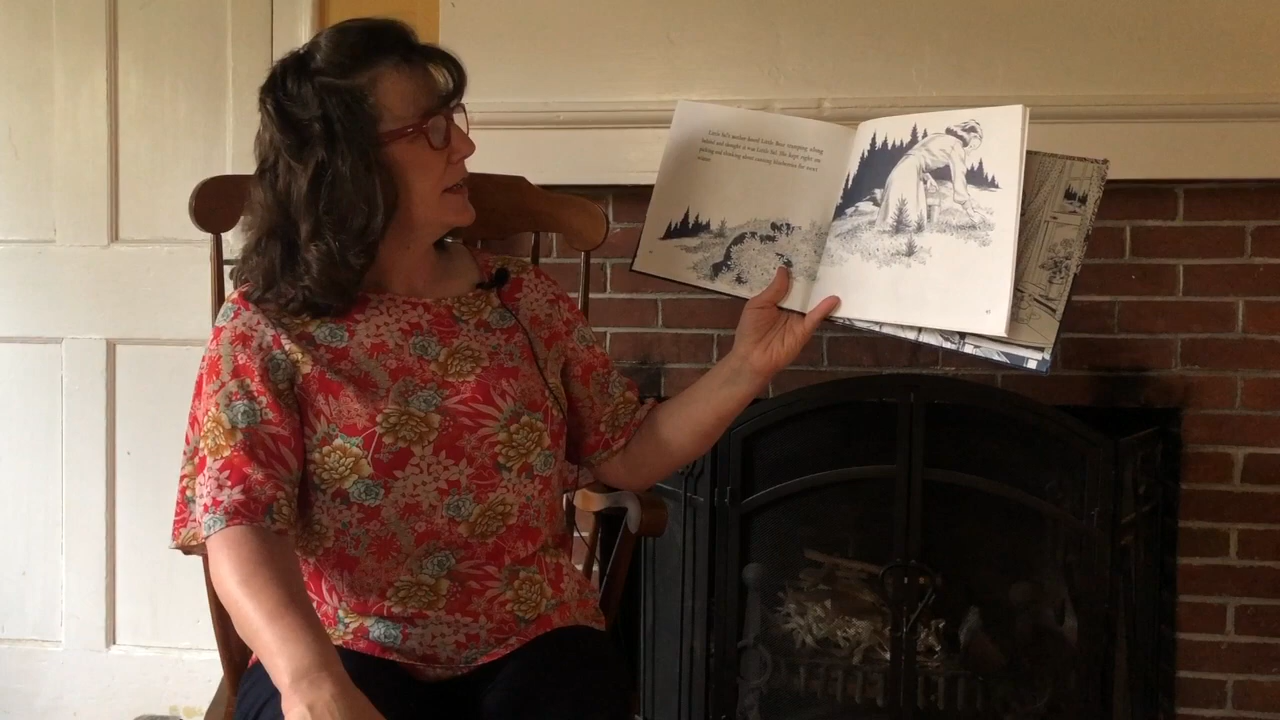 Little Sal's mother heard Little Bear tramping along
behind and thought it was Little Sal. She kept right on
picking and thinking about canning blueberries for next
winter.